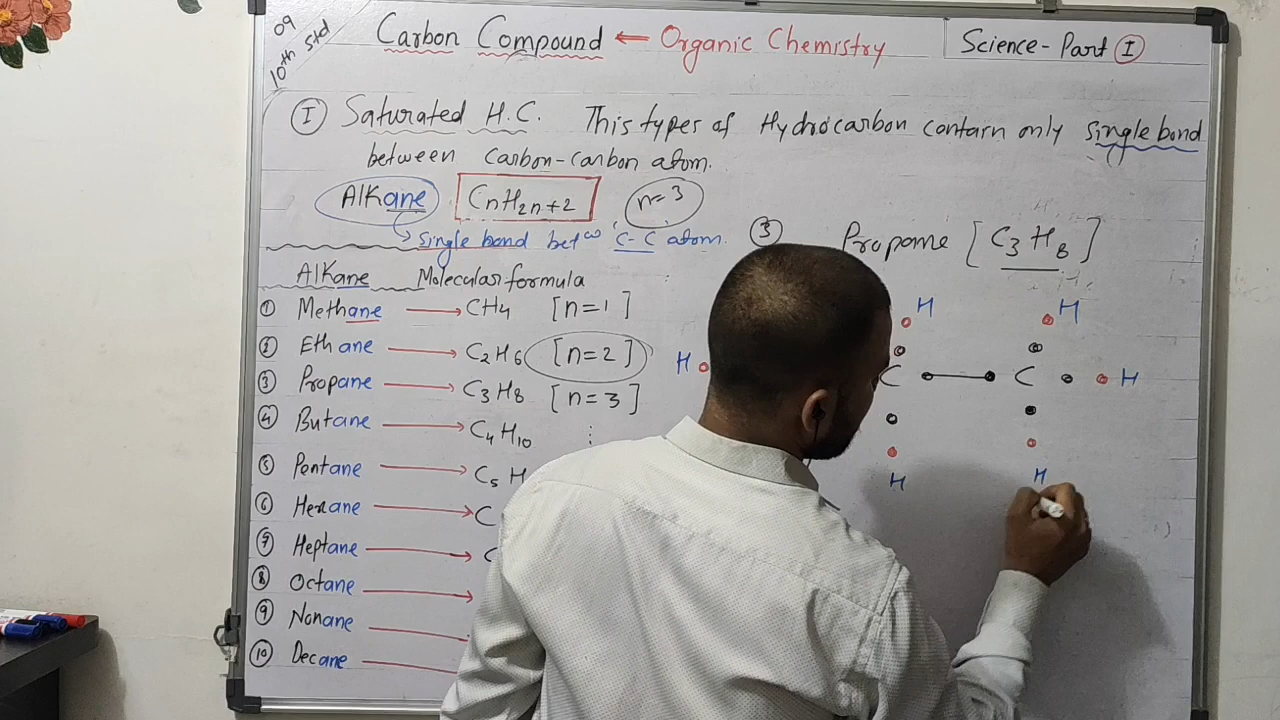 09
10th std
Carbon Compound ⇐ Organic Chemistry
Science-Part I
I Saturated H.C. This types of Hydrocarbon contain only single bond
between Carbon-carbon atom.
Alkane CnH2n+2 n=3
Single bond betn C-C atom.
3 Propane [C3H8]
Alkane Molecular formula
1 Methane → CH4 [n=1]
2 Ethane → C2H6 [n=2]
3 Propane → C3H8 [n=3]
4 Butane → C4H10
5 Pentane → C5H
6 Hexane → C
7 Heptane → C
8 Octane →
9 Nonane
10 Decane
H H
H C C H
H H